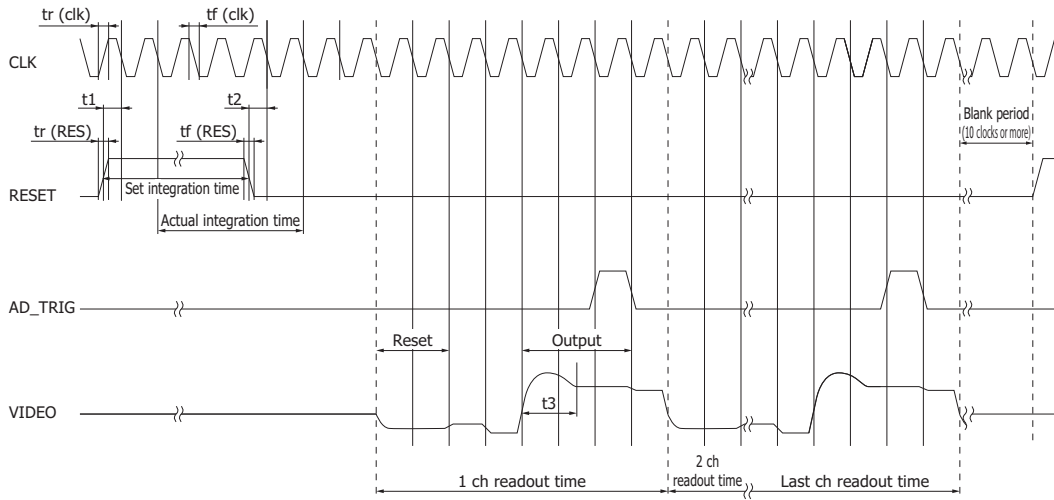 tr (clk)
tf (clk)
CLK
t1
t2
Blank period
(10 clocks or more)
tr (RES)
tf (RES)
RESET
Set integration time
Actual integration time
AD_TRIG
Reset
Output
VIDEO
t3
1 ch readout time
2 ch
readout time
Last ch readout time